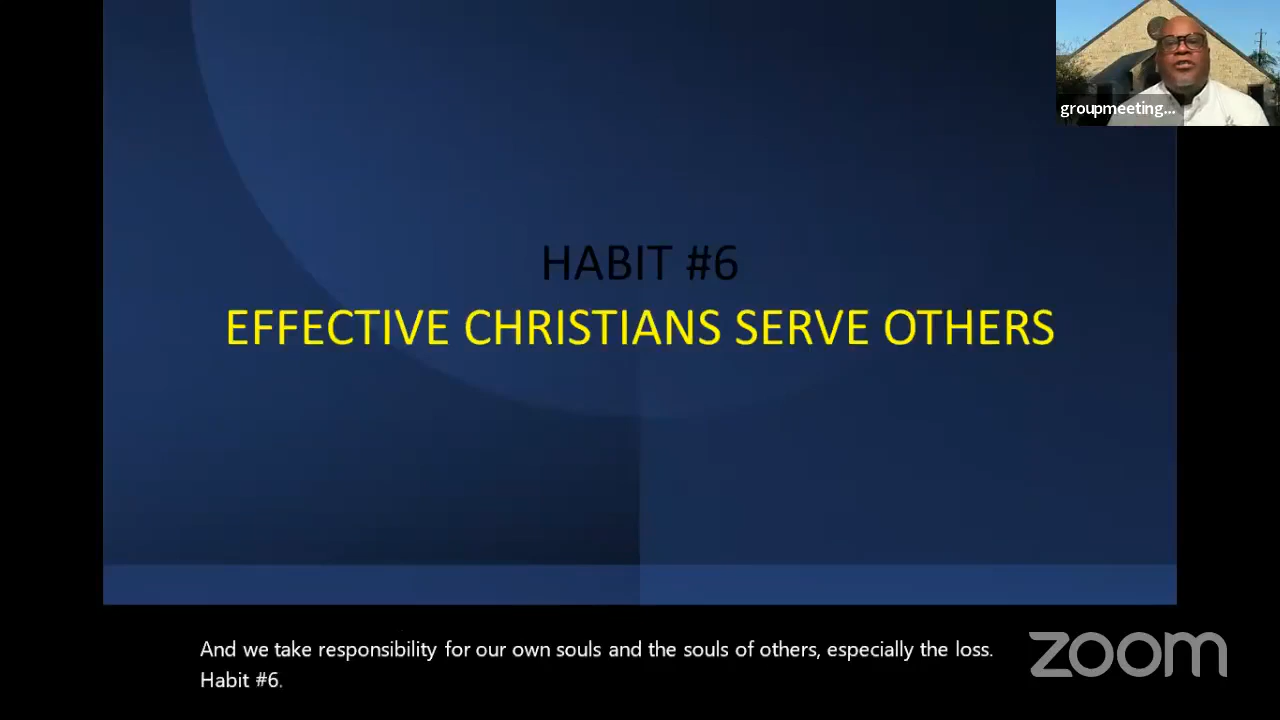 groupmeeting...
HABIT #6
EFFECTIVE CHRISTIANS SERVE OTHERS
And we take responsibility for our own souls and the souls of others, especially the loss.
Habit #6.
zoom